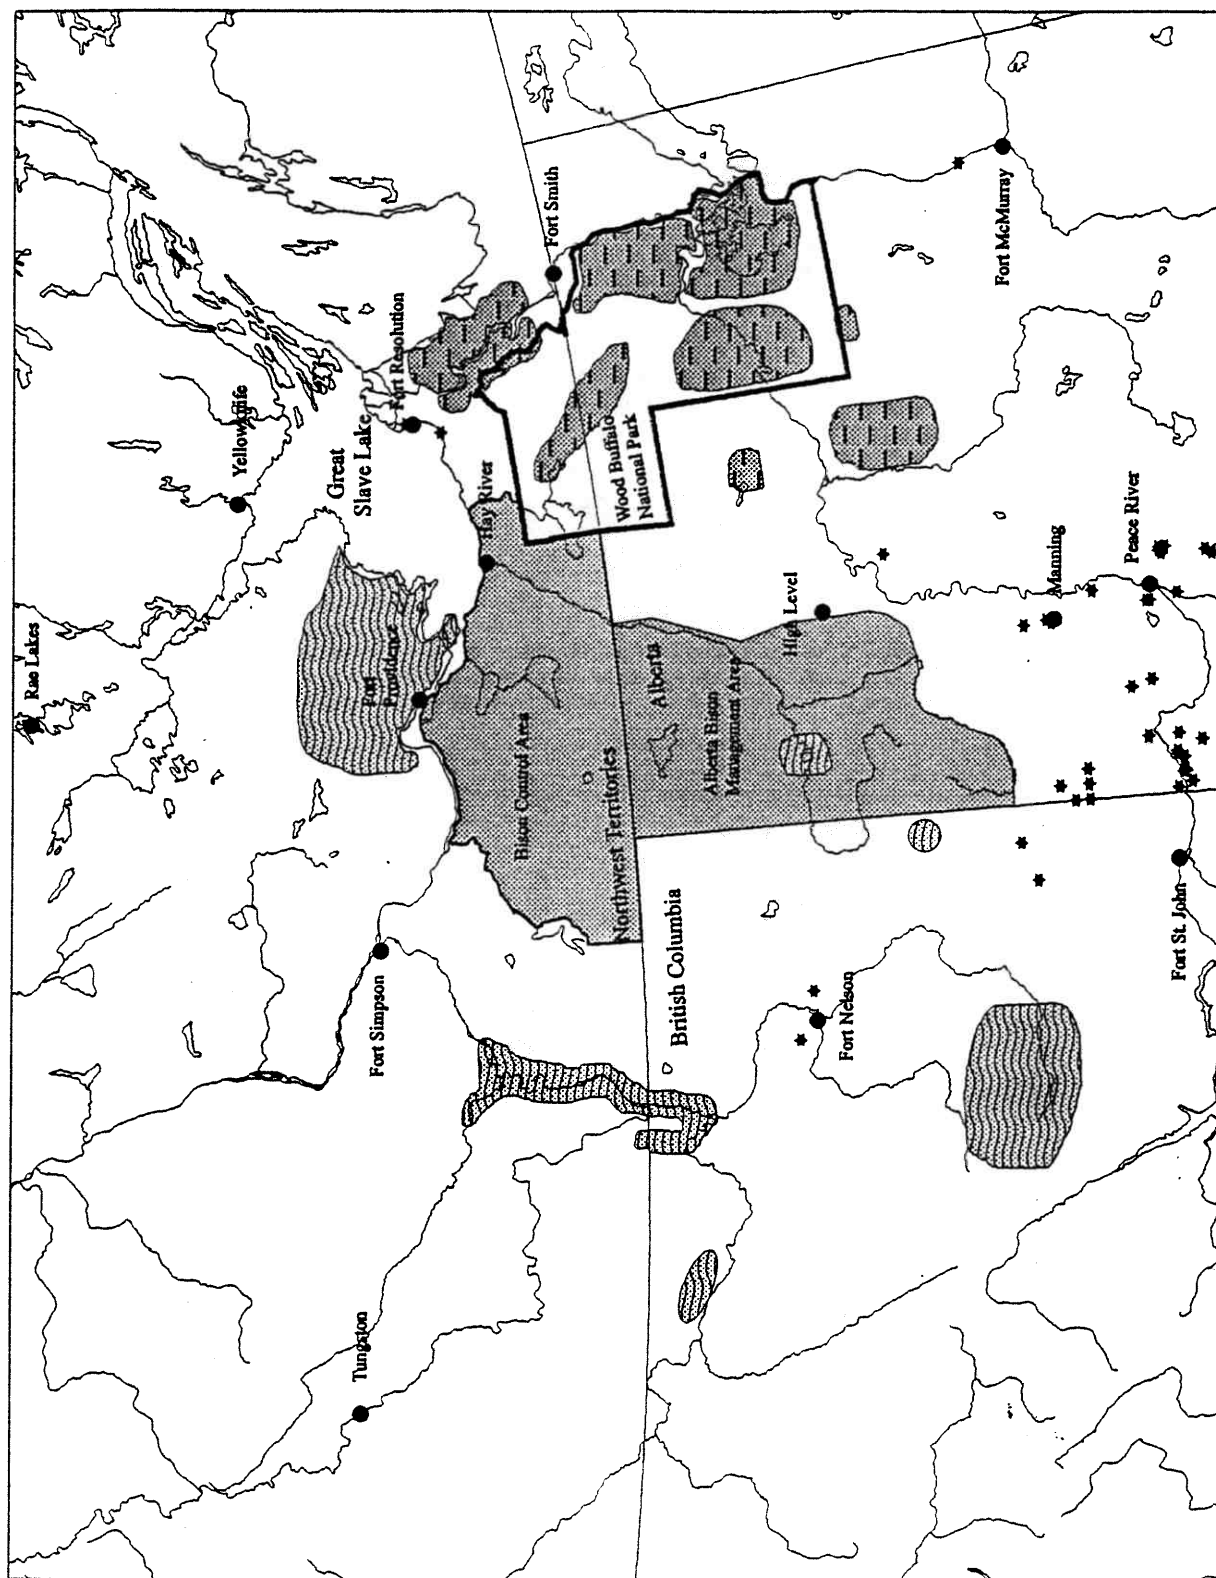 Rae Lakes
Yellowknife
Great
Slave Lake
Fort Resolution
Fort
Providence
Hay River
Fort Smith
Fort Simpson
Tungston
Bison Control Area
Northwest Territories
Wood Buffalo
National Park
Alberta
Alberta Bison
Management Area
British Columbia
High Level
Fort Nelson
Fort McMurray
Manning
Peace River
Fort St. John